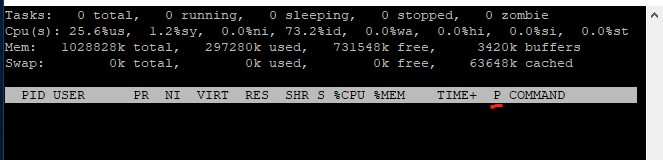 Tasks:   0 total,   0 running,   0 sleeping,   0 stopped,   0 zombie
Cpu(s): 25.6%us,  1.2%sy,  0.0%ni, 73.2%id,  0.0%wa,  0.0%hi,  0.0%si,  0.0%st
Mem:   1028828k total,   297280k used,   731548k free,     3420k buffers
Swap:        0k total,        0k used,        0k free,    63648k cached
  PID USER      PR  NI  VIRT  RES  SHR S %CPU %MEM    TIME+  P COMMAND